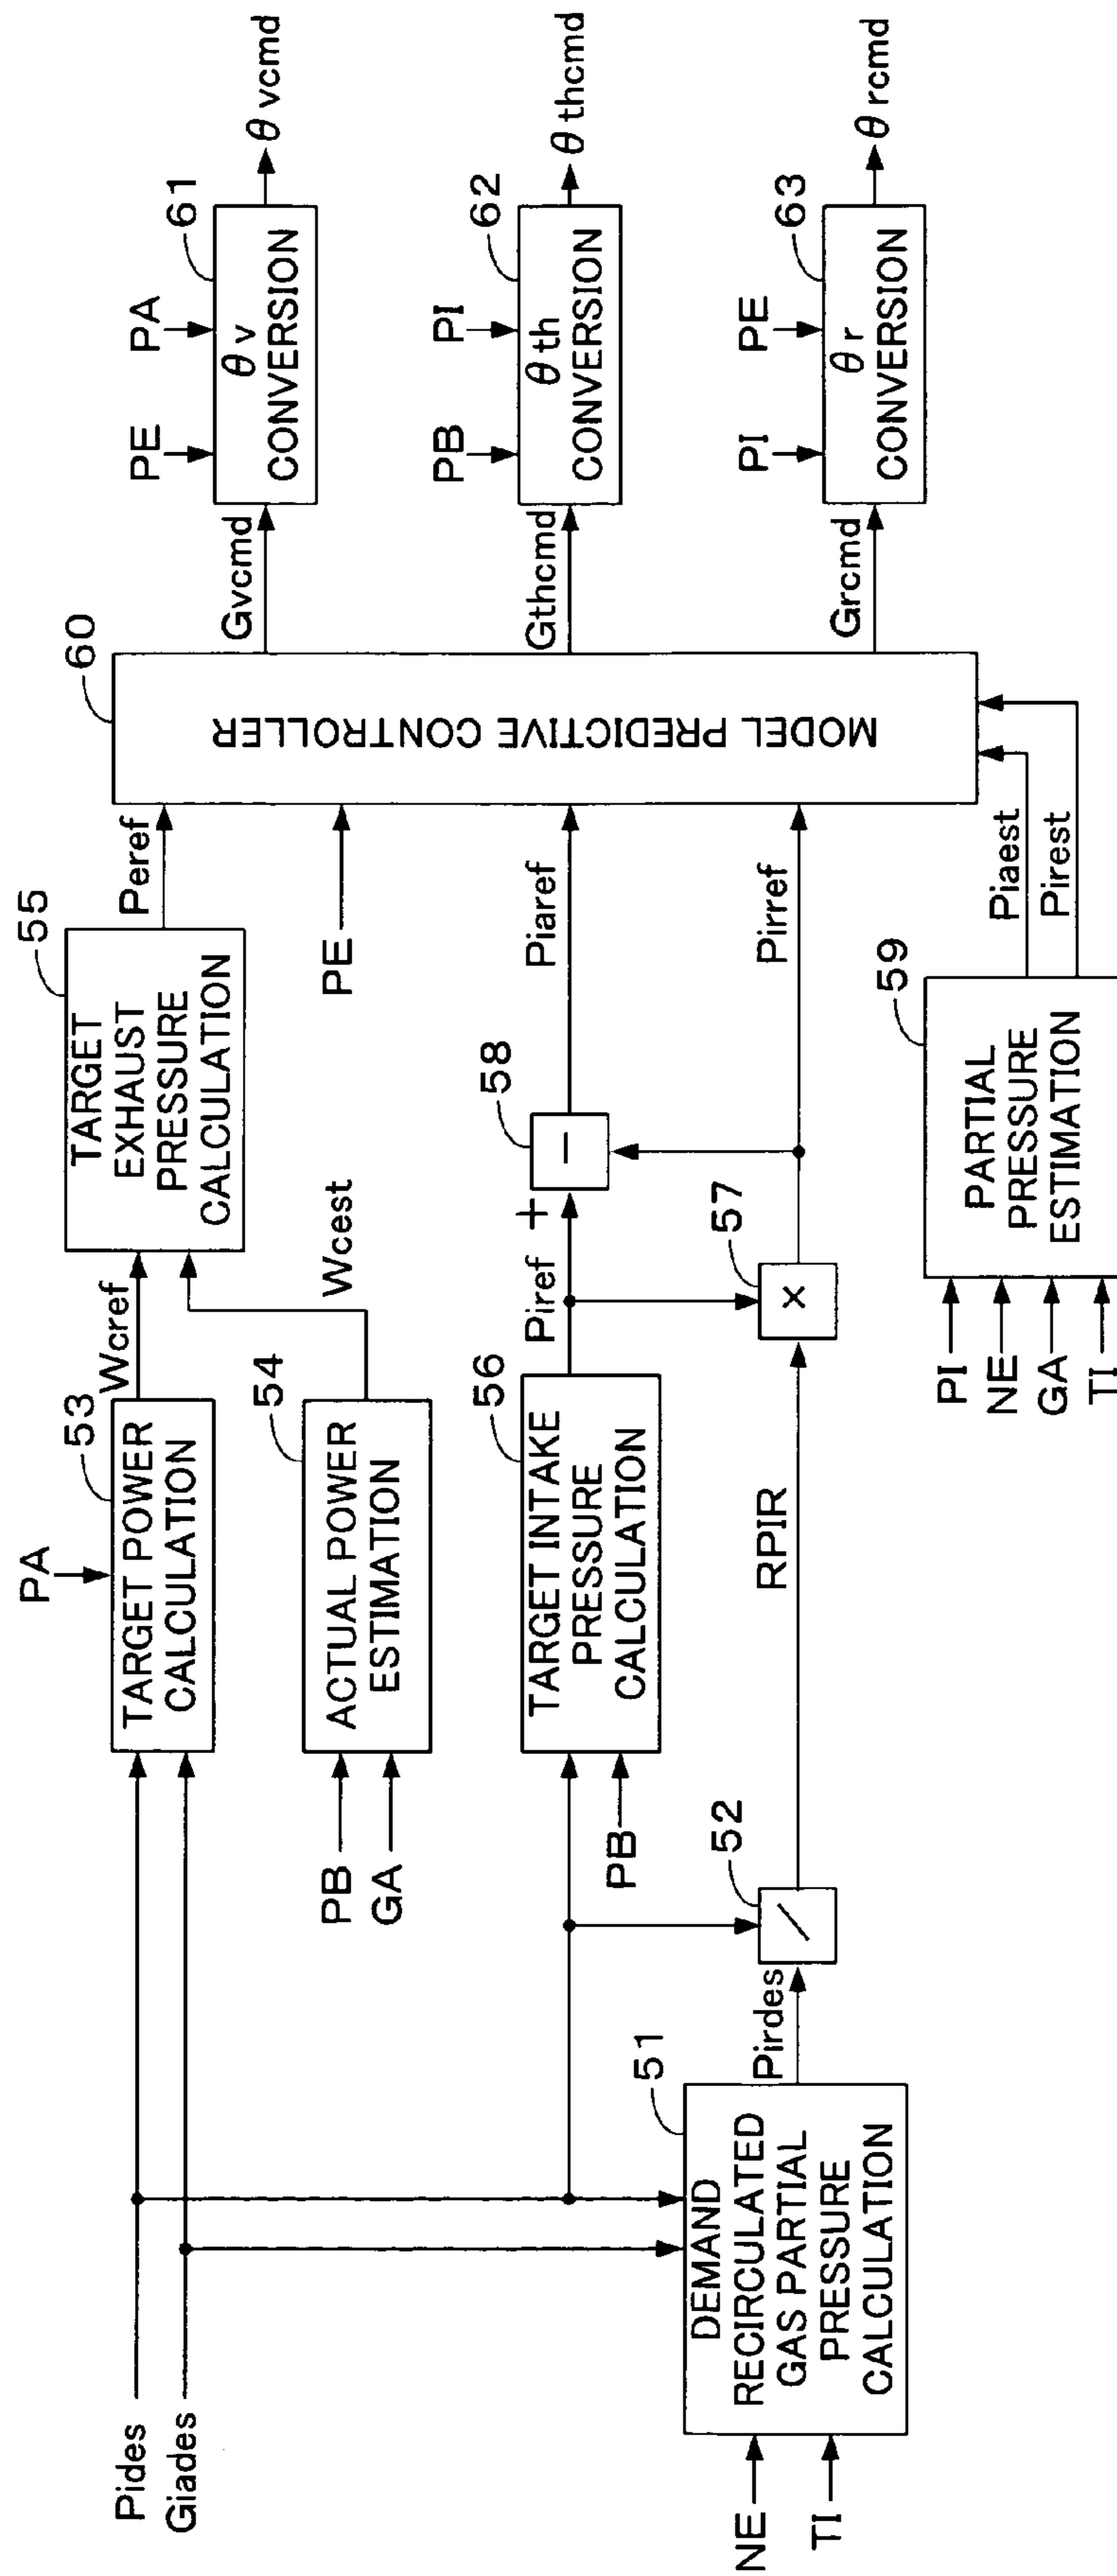 Pides
Giades
NE
TI
51
DEMAND
RECIRCULATED
GAS PARTIAL
PRESSURE
CALCULATION
Pirdes
52
/
RPIR
PA
53
TARGET POWER
CALCULATION
Wcref
PB
GA
54
ACTUAL POWER
ESTIMATION
Wcest
55
TARGET
EXHAUST
PRESSURE
CALCULATION
Peref
PE
PB
56
TARGET INTAKE
PRESSURE
CALCULATION
Piref
+
58
−
Piaref
57
×
Pirref
PI
NE
GA
TI
59
PARTIAL
PRESSURE
ESTIMATION
Piaest
Pirest
60
MODEL PREDICTIVE CONTROLLER
Gvcmd
PE
PA
61
θv
CONVERSION
θvcmd
Gthcmd
PB
PI
62
θth
CONVERSION
θthcmd
Grcmd
PI
PE
63
θr
CONVERSION
θrcmd